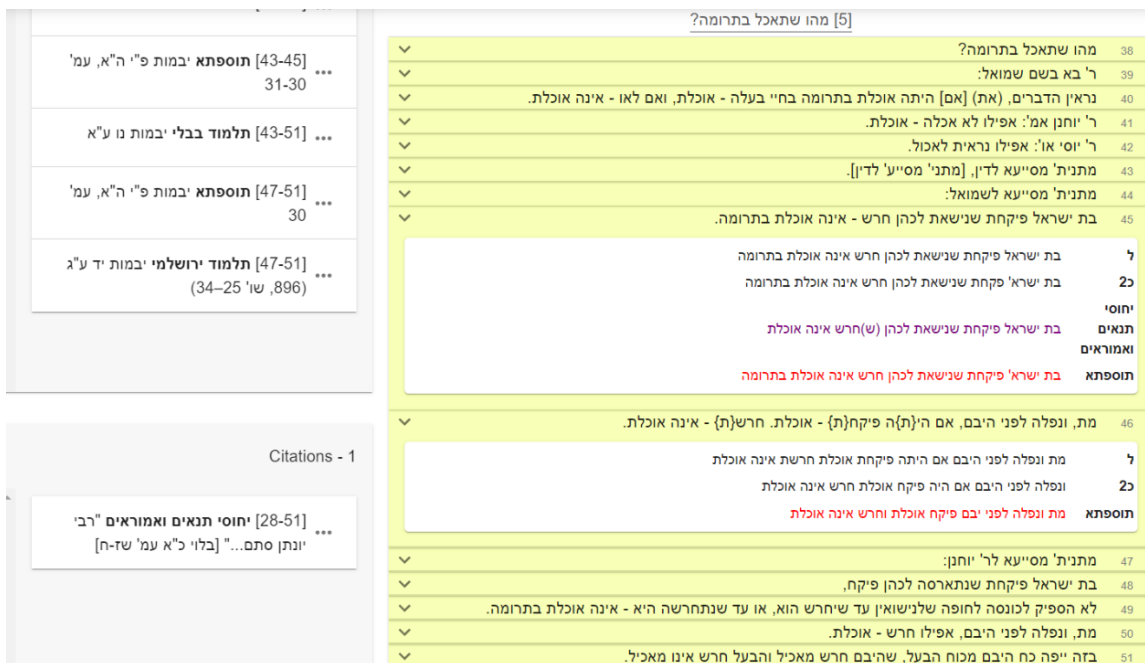 [5] מהו שתאכל בתרומה?
38 מהו שתאכל בתרומה?
39 ר' בא בשם שמואל:
40 נראין הדברים, (את) [אם] היתה אוכלת בתרומה בחיי בעלה - אוכלת, ואם לאו - אינה אוכלת.
41 ר' יוחנן אמ': אפילו לא אכלה - אוכלת.
42 ר' יוסי או': אפילו נראית לאכול.
43 מתנית' מסייעא לדין, [מתני' מסייע' לדין].
44 מתנית' מסייעא לשמואל:
45 בת ישראל פיקחת שנישאת לכהן חרש - אינה אוכלת בתרומה.
ל בת ישראל פיקחת שנישאת לכהן חרש אינה אוכלת בתרומה
כ2 בת ישרא' פקחת שנישאת לכהן חרש אינה אוכלת בתרומה
יחוסי
תנאים בת ישראל פיקחת שנישאת לכהן (ש)חרש אינה אוכלת
ואמוראים
תוספתא בת ישרא' פיקחת שנישאת לכהן חרש אינה אוכלת בתרומה
46 מת, ונפלה לפני היבם, אם הי{ת}ה פיקח{ת} - אוכלת. חרש{ת} - אינה אוכלת.
ל מת ונפלה לפני היבם אם היתה פיקחת אוכלת חרשת אינה אוכלת
כ2 ונפלה לפני היבם אם היה פיקח אוכלת חרש אינה אוכלת
תוספתא מת ונפלה לפני יבם פיקח אוכלת וחרש אינה אוכלת
47 מתנית' מסייעא לר' יוחנן:
48 בת ישראל פיקחת שנתארסה לכהן פיקח,
49 לא הספיק לכונסה לחופה שלנישואין עד שיחרש הוא, או עד שנתחרשה היא - אינה אוכלת בתרומה.
50 מת, ונפלה לפני היבם, אפילו חרש - אוכלת.
51 בזה ייפה כח היבם מכוח הבעל, שהיבם חרש מאכיל והבעל חרש אינו מאכיל.
[43-45] תוספתא יבמות פ"י ה"א, עמ'
31-30
[43-51] תלמוד בבלי יבמות נו ע"א
[47-51] תוספתא יבמות פ"י ה"א, עמ'
30
[47-51] תלמוד ירושלמי יבמות יד ע"ג
(896, שו' 25–34)
Citations - 1
[28-51] יחוסי תנאים ואמוראים "רבי
יונתן סתם..." [בלוי כ"א עמ' שז-ח]